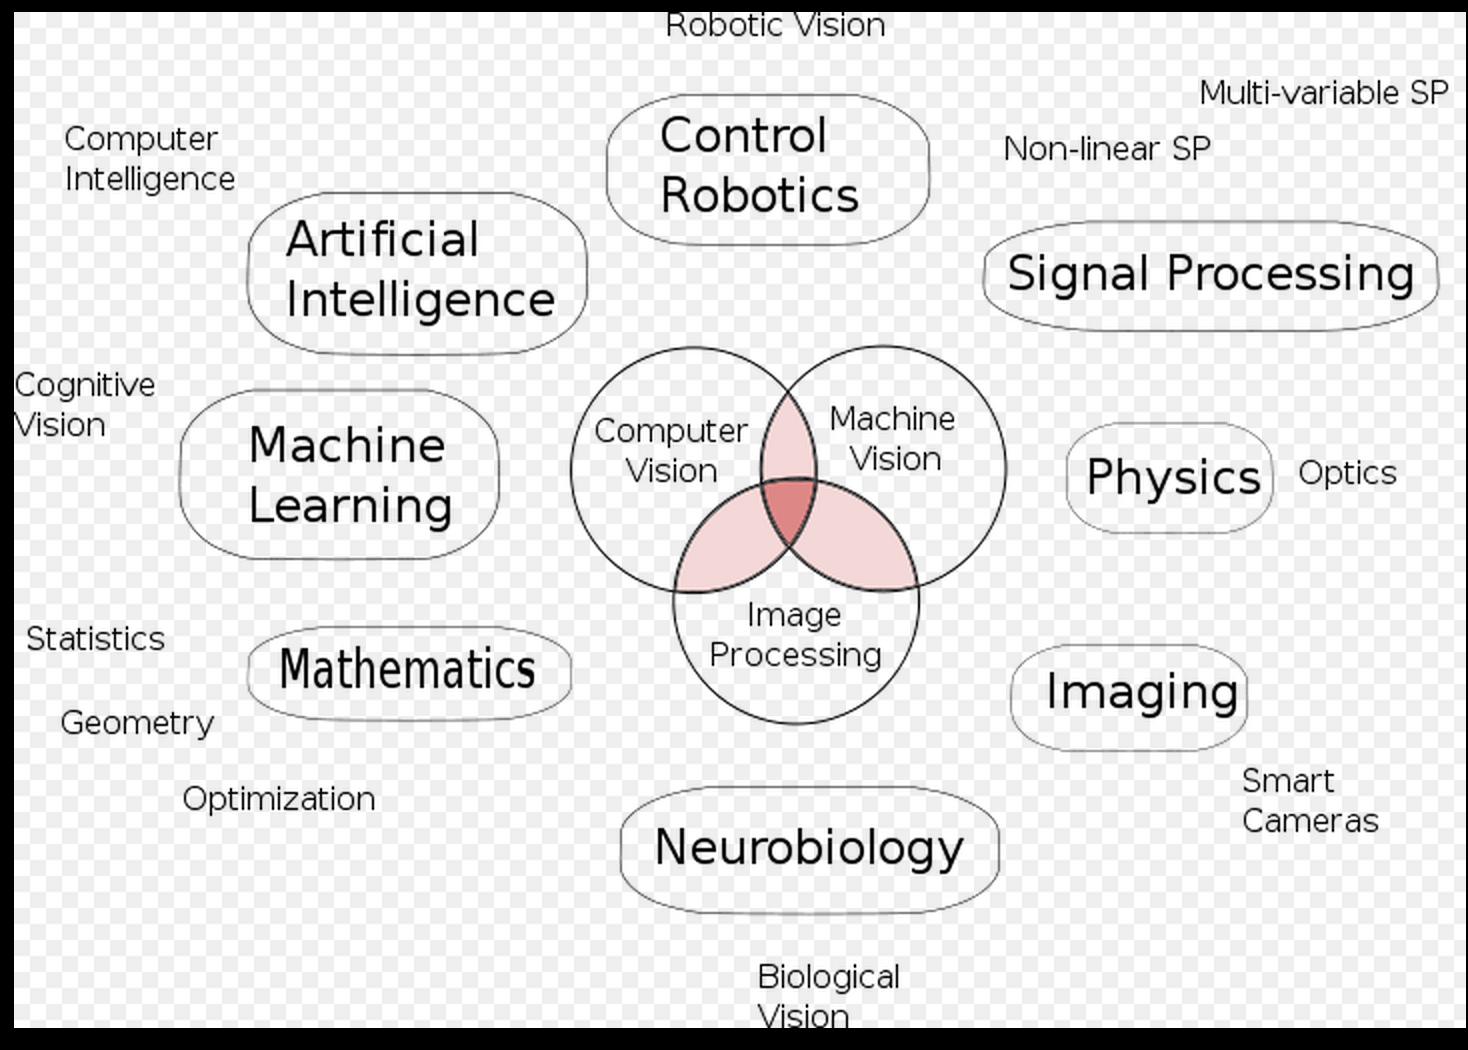 Robotic Vision
Multi-variable SP
Control
Robotics
Non-linear SP
Computer
Intelligence
Artificial
Intelligence
Signal Processing
Cognitive
Vision
Machine
Learning
Computer
Vision
Machine
Vision
Physics
Optics
Image
Processing
Statistics
Mathematics
Geometry
Optimization
Imaging
Smart
Cameras
Neurobiology
Biological
Vision